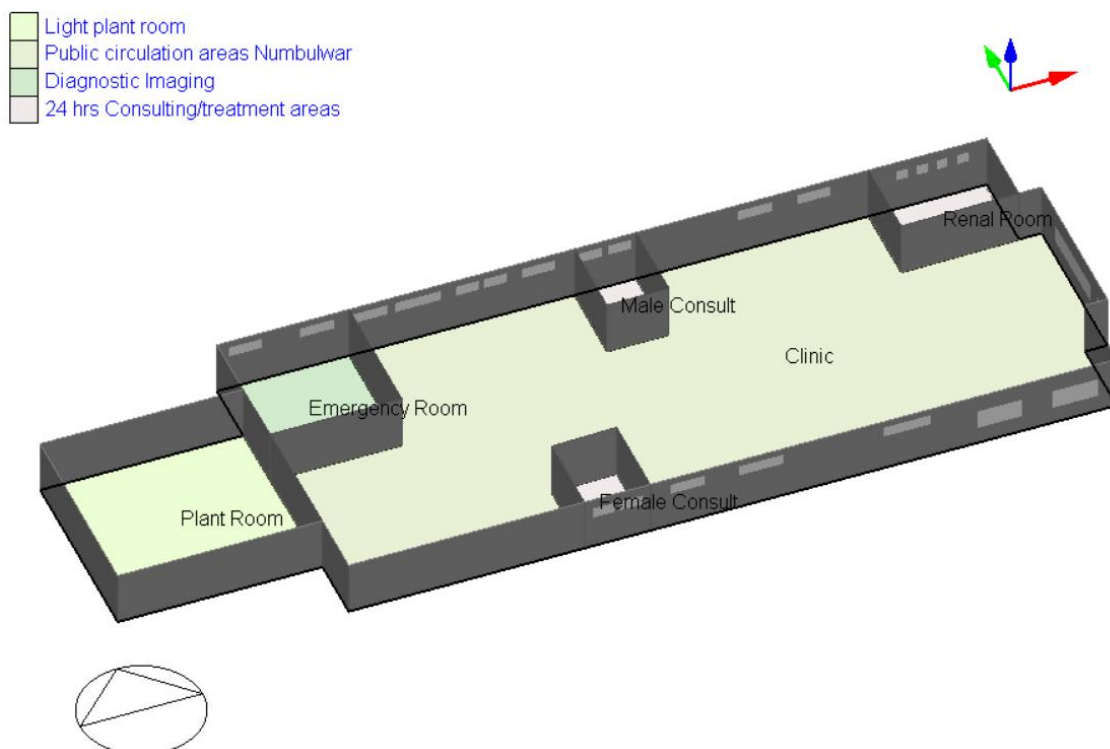 Light plant room
Public circulation areas Numbulwar
Diagnostic Imaging
24 hrs Consulting/treatment areas
Renal Room
Male Consult
Clinic
Emergency Room
Female Consult
Plant Room